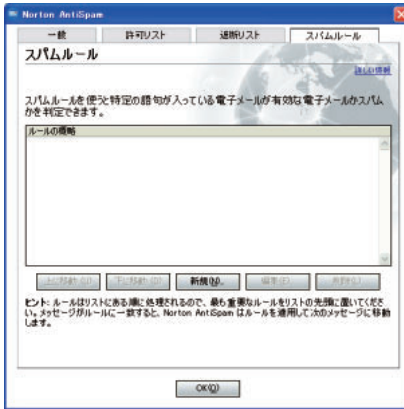 Norton AntiSpam
一般 許可リスト 遮断リスト スパムルール
スパムルール
詳しい情報
スパムルールを使うと特定の語句が入っている電子メールが有効な電子メールかスパム
かを判定できます。
ルールの概略
上に移動(U) 下に移動(D) 新規(N)... 編集(E) 削除(L)
ヒント: ルールはリストにある順に処理されるので、最も重要なルールをリストの先頭に置いてくださ
い。メッセージがルールに一致すると、Norton AntiSpam はルールを適用して次のメッセージに移動
します。
OK(O)